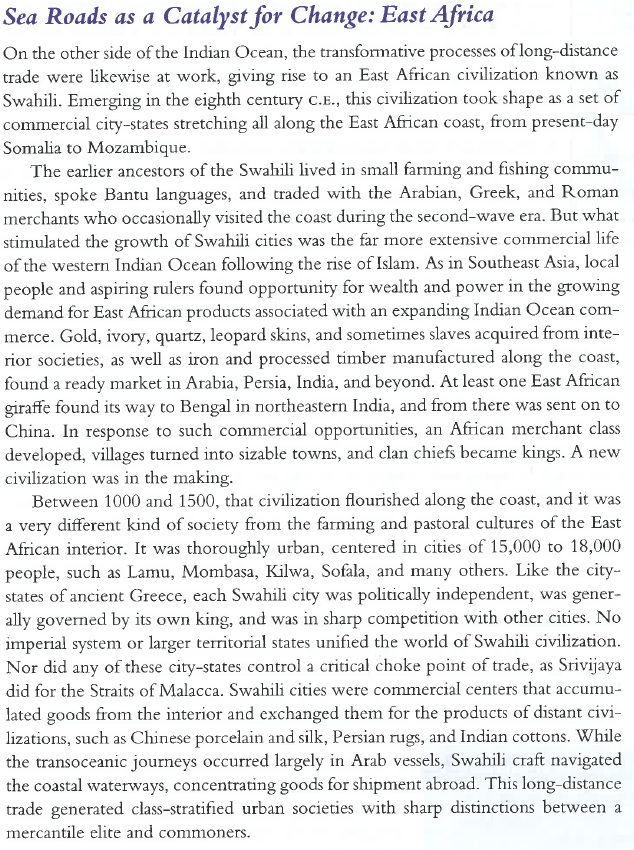 Sea Roads as a Catalyst for Change: East Africa
On the other side of the Indian Ocean, the transformative processes of long-distance
trade were likewise at work, giving rise to an East African civilization known as
Swahili. Emerging in the eighth century C.E., this civilization took shape as a set of
commercial city-states stretching all along the East African coast, from present-day
Somalia to Mozambique.
The earlier ancestors of the Swahili lived in small farming and fishing commu-
nities, spoke Bantu languages, and traded with the Arabian, Greek, and Roman
merchants who occasionally visited the coast during the second-wave era. But what
stimulated the growth of Swahili cities was the far more extensive commercial life
of the western Indian Ocean following the rise of Islam. As in Southeast Asia, local
people and aspiring rulers found opportunity for wealth and power in the growing
demand for East African products associated with an expanding Indian Ocean com-
merce. Gold, ivory, quartz, leopard skins, and sometimes slaves acquired from inte-
rior societies, as well as iron and processed timber manufactured along the coast,
found a ready market in Arabia, Persia, India, and beyond. At least one East African
giraffe found its way to Bengal in northeastern India, and from there was sent on to
China. In response to such commercial opportunities, an African merchant class
developed, villages turned into sizable towns, and clan chiefs became kings. A new
civilization was in the making.
Between 1000 and 1500, that civilization flourished along the coast, and it was
a very different kind of society from the farming and pastoral cultures of the East
African interior. It was thoroughly urban, centered in cities of 15,000 to 18,000
people, such as Lamu, Mombasa, Kilwa, Sofala, and many others. Like the city-
states of ancient Greece, each Swahili city was politically independent, was gener-
ally governed by its own king, and was in sharp competition with other cities. No
imperial system or larger territorial states unified the world of Swahili civilization.
Nor did any of these city-states control a critical choke point of trade, as Srivijaya
did for the Straits of Malacca. Swahili cities were commercial centers that accumu-
lated goods from the interior and exchanged them for the products of distant civi-
lizations, such as Chinese porcelain and silk, Persian rugs, and Indian cottons. While
the transoceanic journeys occurred largely in Arab vessels, Swahili craft navigated
the coastal waterways, concentrating goods for shipment abroad. This long-distance
trade generated class-stratified urban societies with sharp distinctions between a
mercantile elite and commoners.